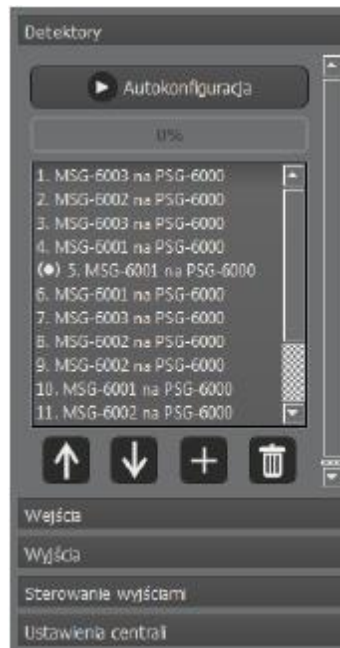 Detektory
Autokonfiguracja
0%
1. MSG-6003 na PSG-6000
2. MSG-6002 na PSG-6000
3. MSG-6003 na PSG-6000
4. MSG-6001 na PSG-6000
(●) 5. MSG-6001 na PSG-6000
6. MSG-6001 na PSG-6000
7. MSG-6003 na PSG-6000
8. MSG-6002 na PSG-6000
9. MSG-6002 na PSG-6000
10. MSG-6001 na PSG-6000
11. MSG-6002 na PSG-6000
Wejścia
Wyjścia
Sterowanie wyjściami
Ustawienia centrali